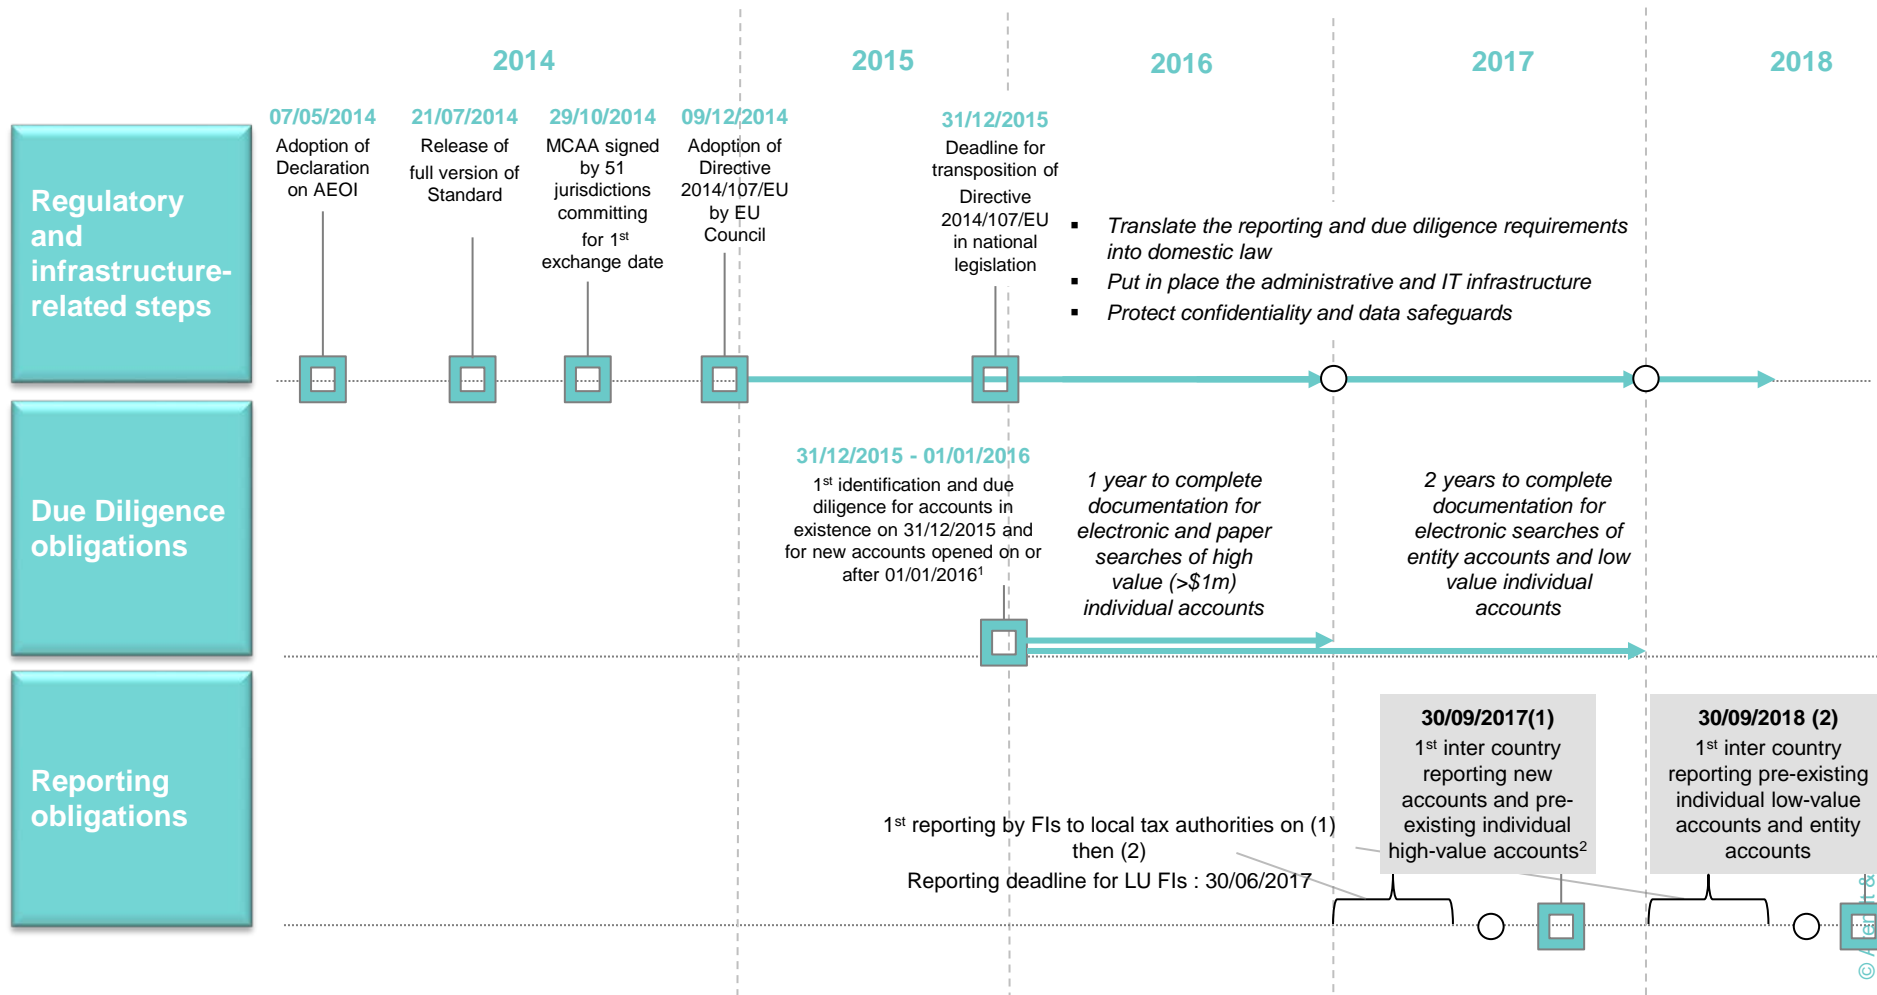 2014
2015
2016
2017
2018
Regulatory
and
infrastructure-
related steps
07/05/2014
Adoption of
Declaration
on AEOI
21/07/2014
Release of
full version of
Standard
29/10/2014
MCAA signed
by 51
jurisdictions
committing
for 1st
exchange date
09/12/2014
Adoption of
Directive
2014/107/EU
by EU
Council
31/12/2015
Deadline for
transposition of
Directive
2014/107/EU
in national
legislation
▪ Translate the reporting and due diligence requirements
into domestic law
▪ Put in place the administrative and IT infrastructure
▪ Protect confidentiality and data safeguards
Due Diligence
obligations
31/12/2015 - 01/01/2016
1st identification and due
diligence for accounts in
existence on 31/12/2015 and
for new accounts opened on or
after 01/01/2016¹
1 year to complete
documentation for
electronic and paper
searches of high
value (>$1m)
individual accounts
2 years to complete
documentation for
electronic searches of
entity accounts and low
value individual
accounts
Reporting
obligations
1st reporting by FIs to local tax authorities on (1)
then (2)
Reporting deadline for LU FIs : 30/06/2017
30/09/2017(1)
1st inter country
reporting new
accounts and pre-
existing individual
high-value accounts²
30/09/2018 (2)
1st inter country
reporting pre-existing
individual low-value
accounts and entity
accounts
©